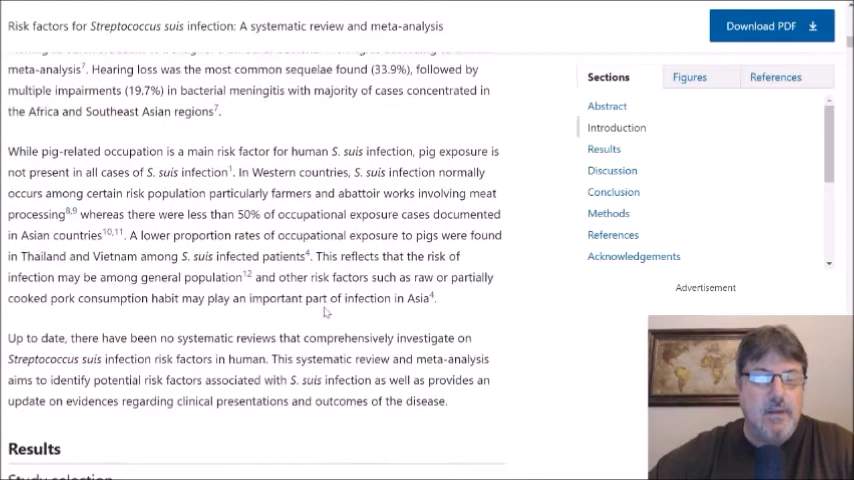 Risk factors for Streptococcus suis infection: A systematic review and meta-analysis
Download PDF
meta-analysis7. Hearing loss was the most common sequelae found (33.9%), followed by
multiple impairments (19.7%) in bacterial meningitis with majority of cases concentrated in
the Africa and Southeast Asian regions7.
While pig-related occupation is a main risk factor for human S. suis infection, pig exposure is
not present in all cases of S. suis infection1. In Western countries, S. suis infection normally
occurs among certain risk population particularly farmers and abattoir works involving meat
processing8,9 whereas there were less than 50% of occupational exposure cases documented
in Asian countries10,11. A lower proportion rates of occupational exposure to pigs were found
in Thailand and Vietnam among S. suis infected patients4. This reflects that the risk of
infection may be among general population12 and other risk factors such as raw or partially
cooked pork consumption habit may play an important part of infection in Asia4.
Up to date, there have been no systematic reviews that comprehensively investigate on
Streptococcus suis infection risk factors in human. This systematic review and meta-analysis
aims to identify potential risk factors associated with S. suis infection as well as provides an
update on evidences regarding clinical presentations and outcomes of the disease.
Results
Study selection
Sections
Figures
References
Abstract
Introduction
Results
Discussion
Conclusion
Methods
References
Acknowledgements
Advertisement